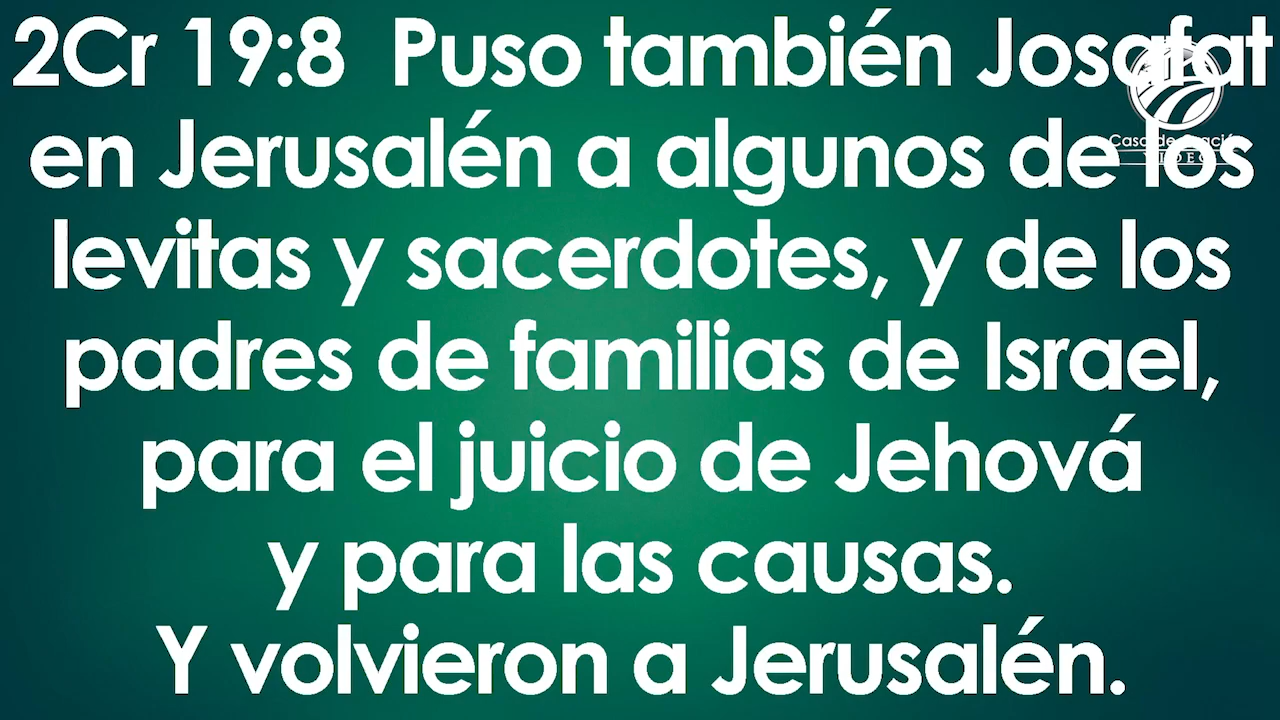 2Cr 19:8 Puso también Josafat
en Jerusalén a algunos de los
levitas y sacerdotes, y de los
padres de familias de Israel,
para el juicio de Jehová
y para las causas.
Y volvieron a Jerusalén.